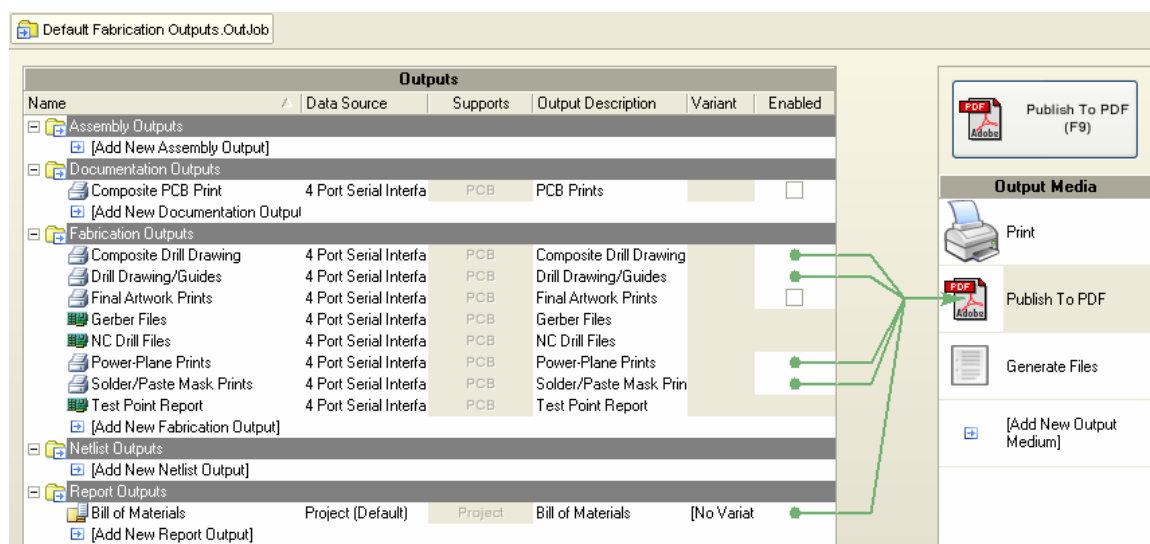 Default Fabrication Outputs.OutJob
Outputs
Name Data Source Supports Output Description Variant Enabled
Assembly Outputs
[Add New Assembly Output]
Documentation Outputs
Composite PCB Print 4 Port Serial Interfa PCB PCB Prints
[Add New Documentation Outpu
Fabrication Outputs
Composite Drill Drawing 4 Port Serial Interfa PCB Composite Drill Drawing
Drill Drawing/Guides 4 Port Serial Interfa PCB Drill Drawing/Guides
Final Artwork Prints 4 Port Serial Interfa PCB Final Artwork Prints
Gerber Files 4 Port Serial Interfa PCB Gerber Files
NC Drill Files 4 Port Serial Interfa PCB NC Drill Files
Power-Plane Prints 4 Port Serial Interfa PCB Power-Plane Prints
Solder/Paste Mask Prints 4 Port Serial Interfa PCB Solder/Paste Mask Prin
Test Point Report 4 Port Serial Interfa PCB Test Point Report
[Add New Fabrication Output]
Netlist Outputs
[Add New Netlist Output]
Report Outputs
Bill of Materials Project (Default) Project Bill of Materials [No Variat
[Add New Report Output]
PDF
Adobe
Publish To PDF
(F9)
Output Media
Print
PDF
Adobe
Publish To PDF
Generate Files
[Add New Output
Medium]